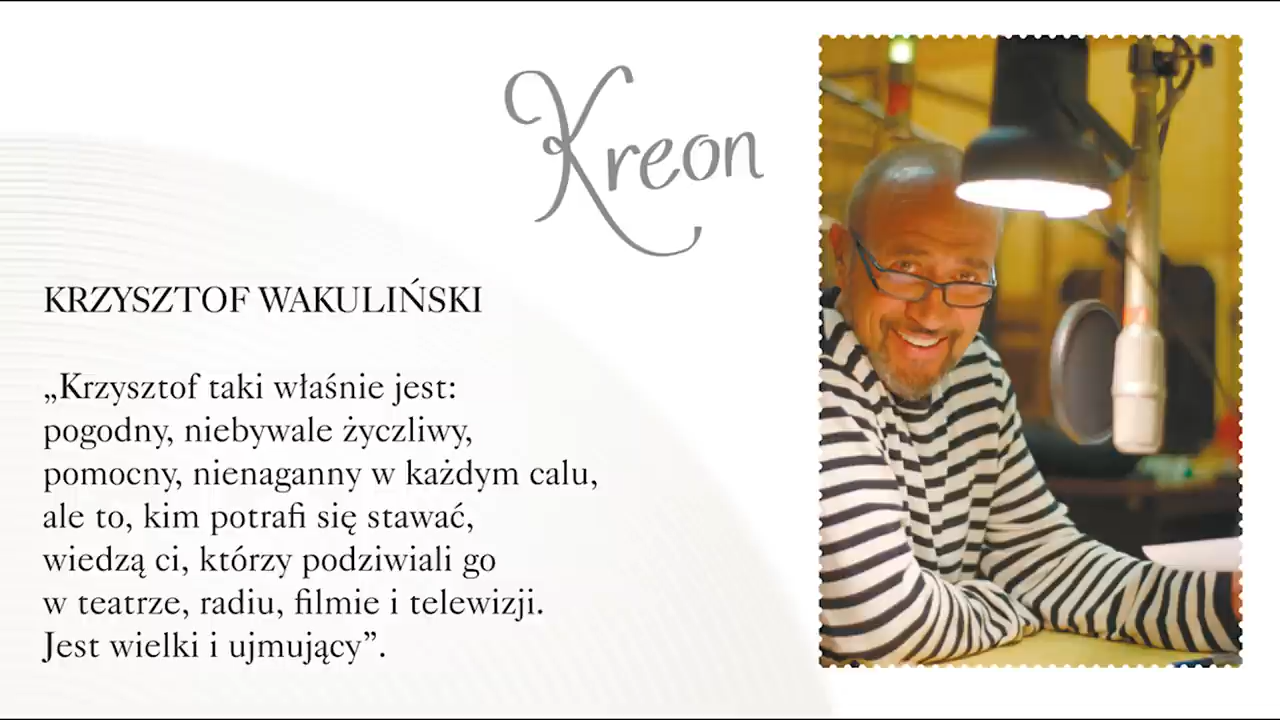 Kreon
KRZYSZTOF WAKULIŃSKI
„Krzysztof taki właśnie jest:
pogodny, niebywale życzliwy,
pomocny, nienaganny w każdym calu,
ale to, kim potrafi się stawać,
wiedzą ci, którzy podziwiali go
w teatrze, radiu, filmie i telewizji.
Jest wielki i ujmujący”.